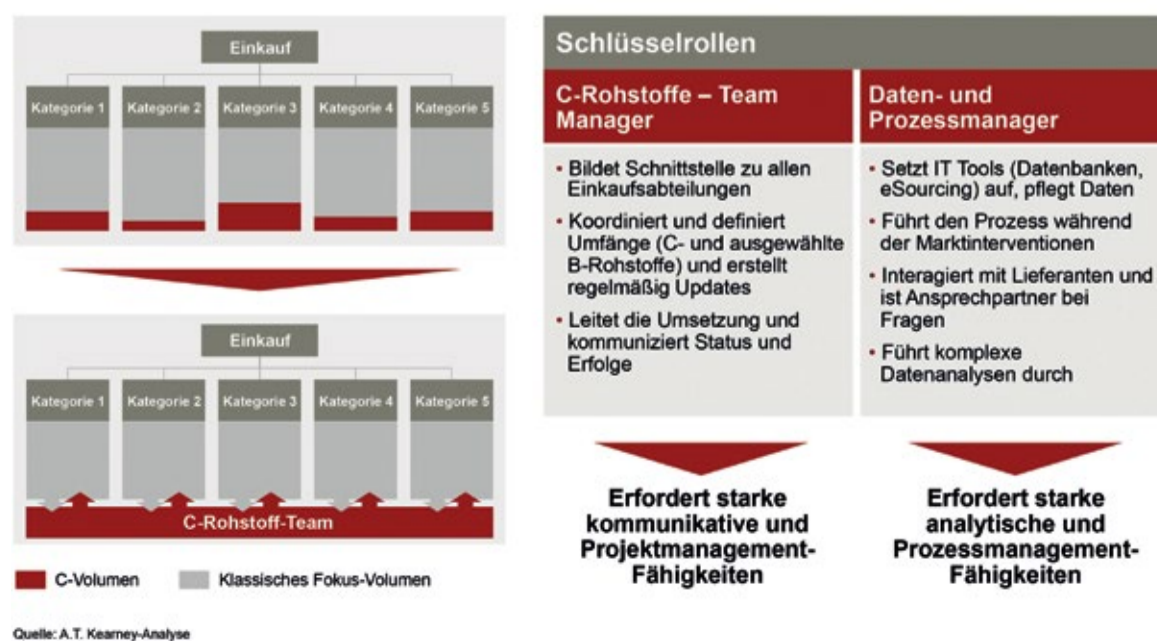 Einkauf
Kategorie 1
Kategorie 2
Kategorie 3
Kategorie 4
Kategorie 5
Einkauf
Kategorie 1
Kategorie 2
Kategorie 3
Kategorie 4
Kategorie 5
C-Rohstoff-Team
C-Volumen
Klassisches Fokus-Volumen
Quelle: A.T. Kearney-Analyse
Schlüsselrollen
C-Rohstoffe – Team
Manager
• Bildet Schnittstelle zu allen
Einkaufsabteilungen
• Koordiniert und definiert
Umfänge (C- und ausgewählte
B-Rohstoffe) und erstellt
regelmäßig Updates
• Leitet die Umsetzung und
kommuniziert Status und
Erfolge
Erfordert starke
kommunikative und
Projektmanagement-
Fähigkeiten
Daten- und
Prozessmanager
• Setzt IT Tools (Datenbanken,
eSourcing) auf, pflegt Daten
• Führt den Prozess während
der Marktinterventionen
• Interagiert mit Lieferanten und
ist Ansprechpartner bei
Fragen
• Führt komplexe
Datenanalysen durch
Erfordert starke
analytische und
Prozessmanagement-
Fähigkeiten